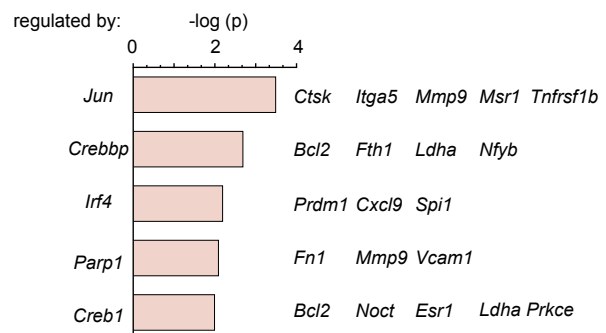 regulated by: -log (p)
0 2 4
Jun Ctsk Itga5 Mmp9 Msr1 Tnfrsf1b
Crebbp Bcl2 Fth1 Ldha Nfyb
Irf4 Prdm1 Cxcl9 Spi1
Parp1 Fn1 Mmp9 Vcam1
Creb1 Bcl2 Noct Esr1 Ldha Prkce